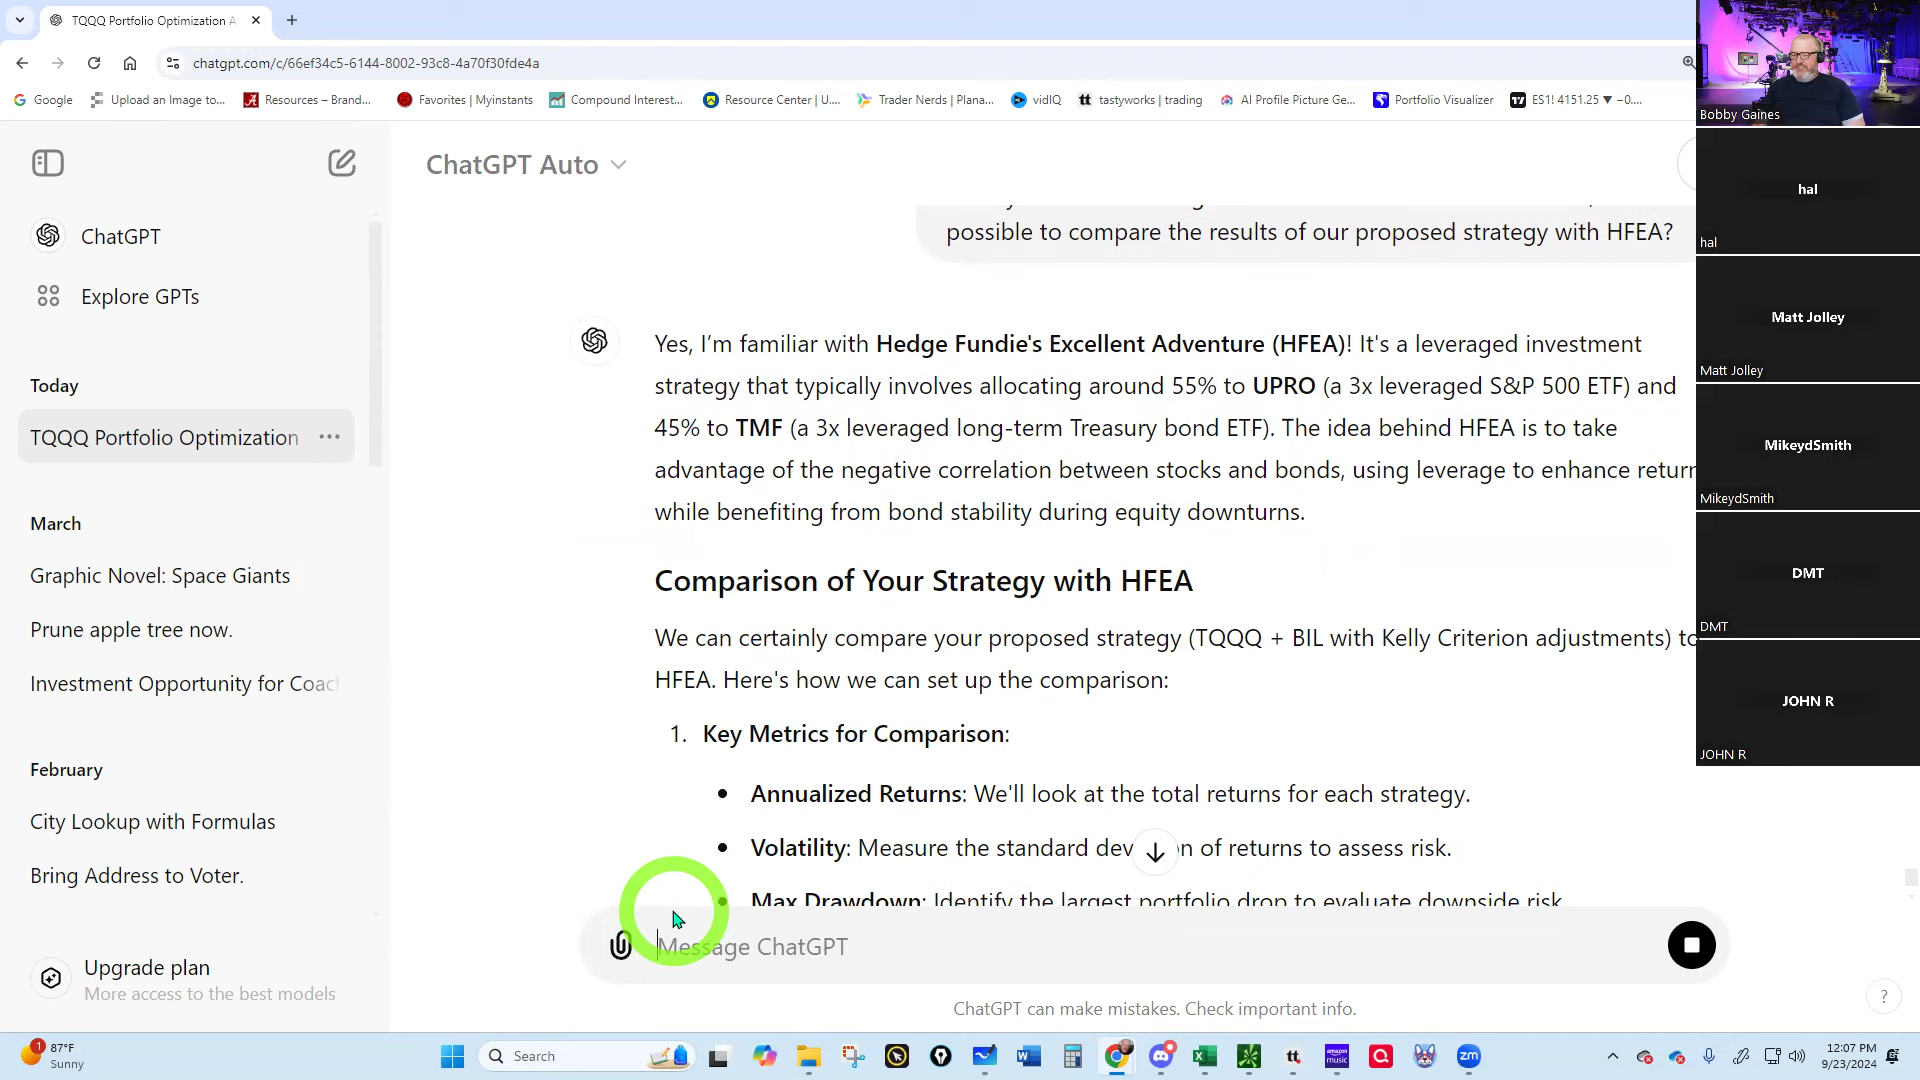 TQQQ Portfolio Optimization A
chatgpt.com/c/66ef34c5-6144-8002-93c8-4a70f30fde4a
Google
Upload an Image to...
Resources – Brand...
Favorites | Myinstants
Compound Interest...
Resource Center | U....
Trader Nerds | Plana...
vidIQ
tt tastyworks | trading
AI Profile Picture Ge...
Portfolio Visualizer
ES1! 4151.25 ▼ −0....
ChatGPT
Explore GPTs
Today
TQQQ Portfolio Optimization
March
Graphic Novel: Space Giants
Prune apple tree now.
Investment Opportunity for Coac
February
City Lookup with Formulas
Bring Address to Voter.
Upgrade plan
More access to the best models
ChatGPT Auto
possible to compare the results of our proposed strategy with HFEA?
Yes, I’m familiar with Hedge Fundie's Excellent Adventure (HFEA)! It's a leveraged investment
strategy that typically involves allocating around 55% to UPRO (a 3x leveraged S&P 500 ETF) and
45% to TMF (a 3x leveraged long-term Treasury bond ETF). The idea behind HFEA is to take
advantage of the negative correlation between stocks and bonds, using leverage to enhance return
while benefiting from bond stability during equity downturns.
Comparison of Your Strategy with HFEA
We can certainly compare your proposed strategy (TQQQ + BIL with Kelly Criterion adjustments) to
HFEA. Here's how we can set up the comparison:
1. Key Metrics for Comparison:
• Annualized Returns: We'll look at the total returns for each strategy.
• Volatility: Measure the standard dev n of returns to assess risk.
• Max Drawdown: Identify the largest portfolio drop to evaluate downside risk
Message ChatGPT
ChatGPT can make mistakes. Check important info.
?
Bobby Gaines
hal
hal
Matt Jolley
Matt Jolley
MikeydSmith
MikeydSmith
DMT
DMT
JOHN R
JOHN R
1
87°F
Sunny
Search
tt
amazon music
zm
12:07 PM
9/23/2024